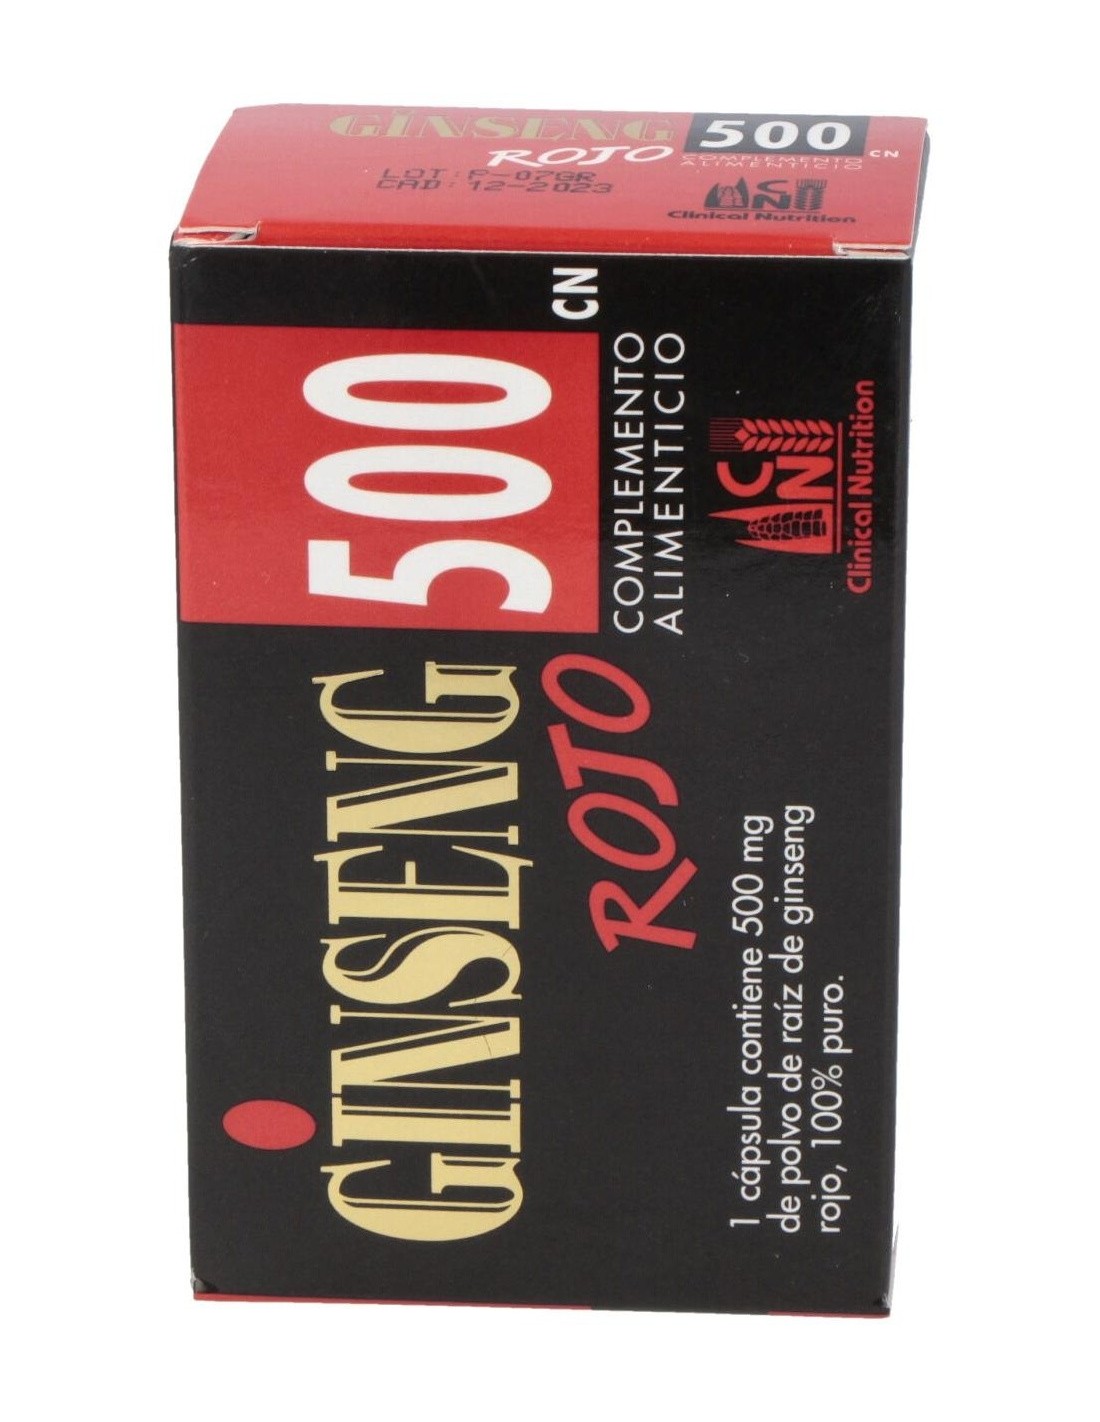 GINSENG 500
ROJO COMPLEMENTO
ALIMENTICIO
CN
LOT: P-07GR
CAD: 12-2023
CN
Clinical Nutrition
GINSENG 500 CN
ROJO COMPLEMENTO
ALIMENTICIO
CN
Clinical Nutrition
1 cápsula contiene 500 mg
de polvo de raíz de ginseng
rojo, 100% puro.